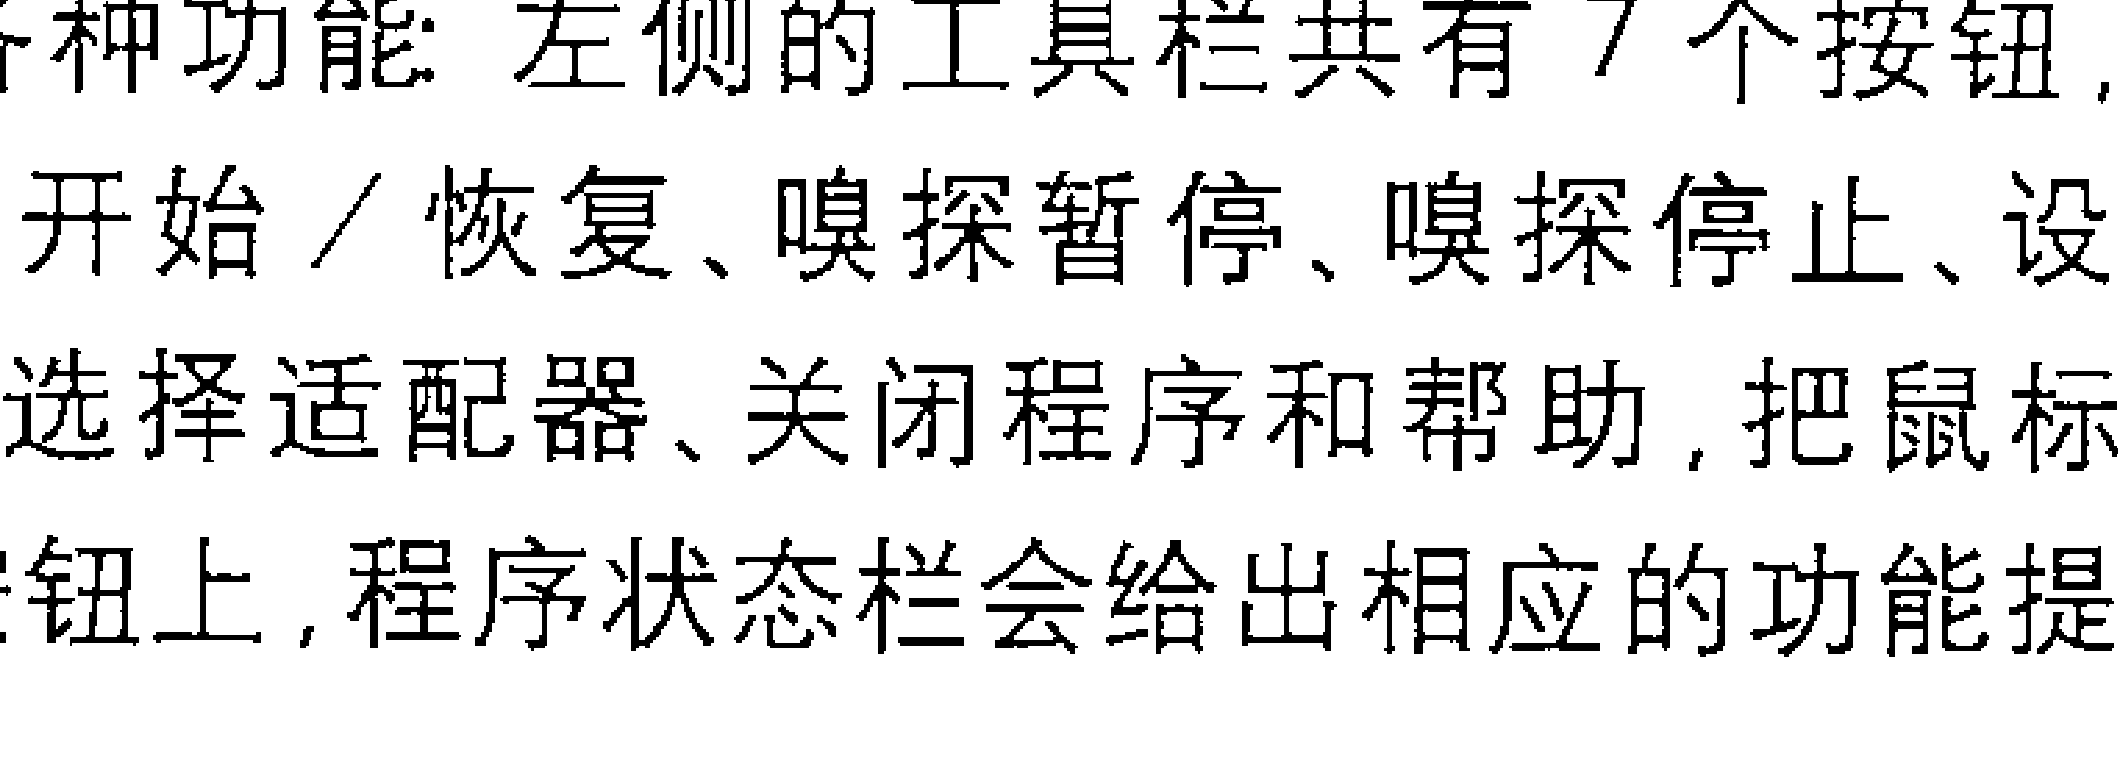 各种功能: 左侧的工具栏共有 7 个按钮,
开始 / 恢复、嗅探暂停、嗅探停止、设
选择适配器、关闭程序和帮助, 把鼠标
钮上, 程序状态栏会给出相应的功能提